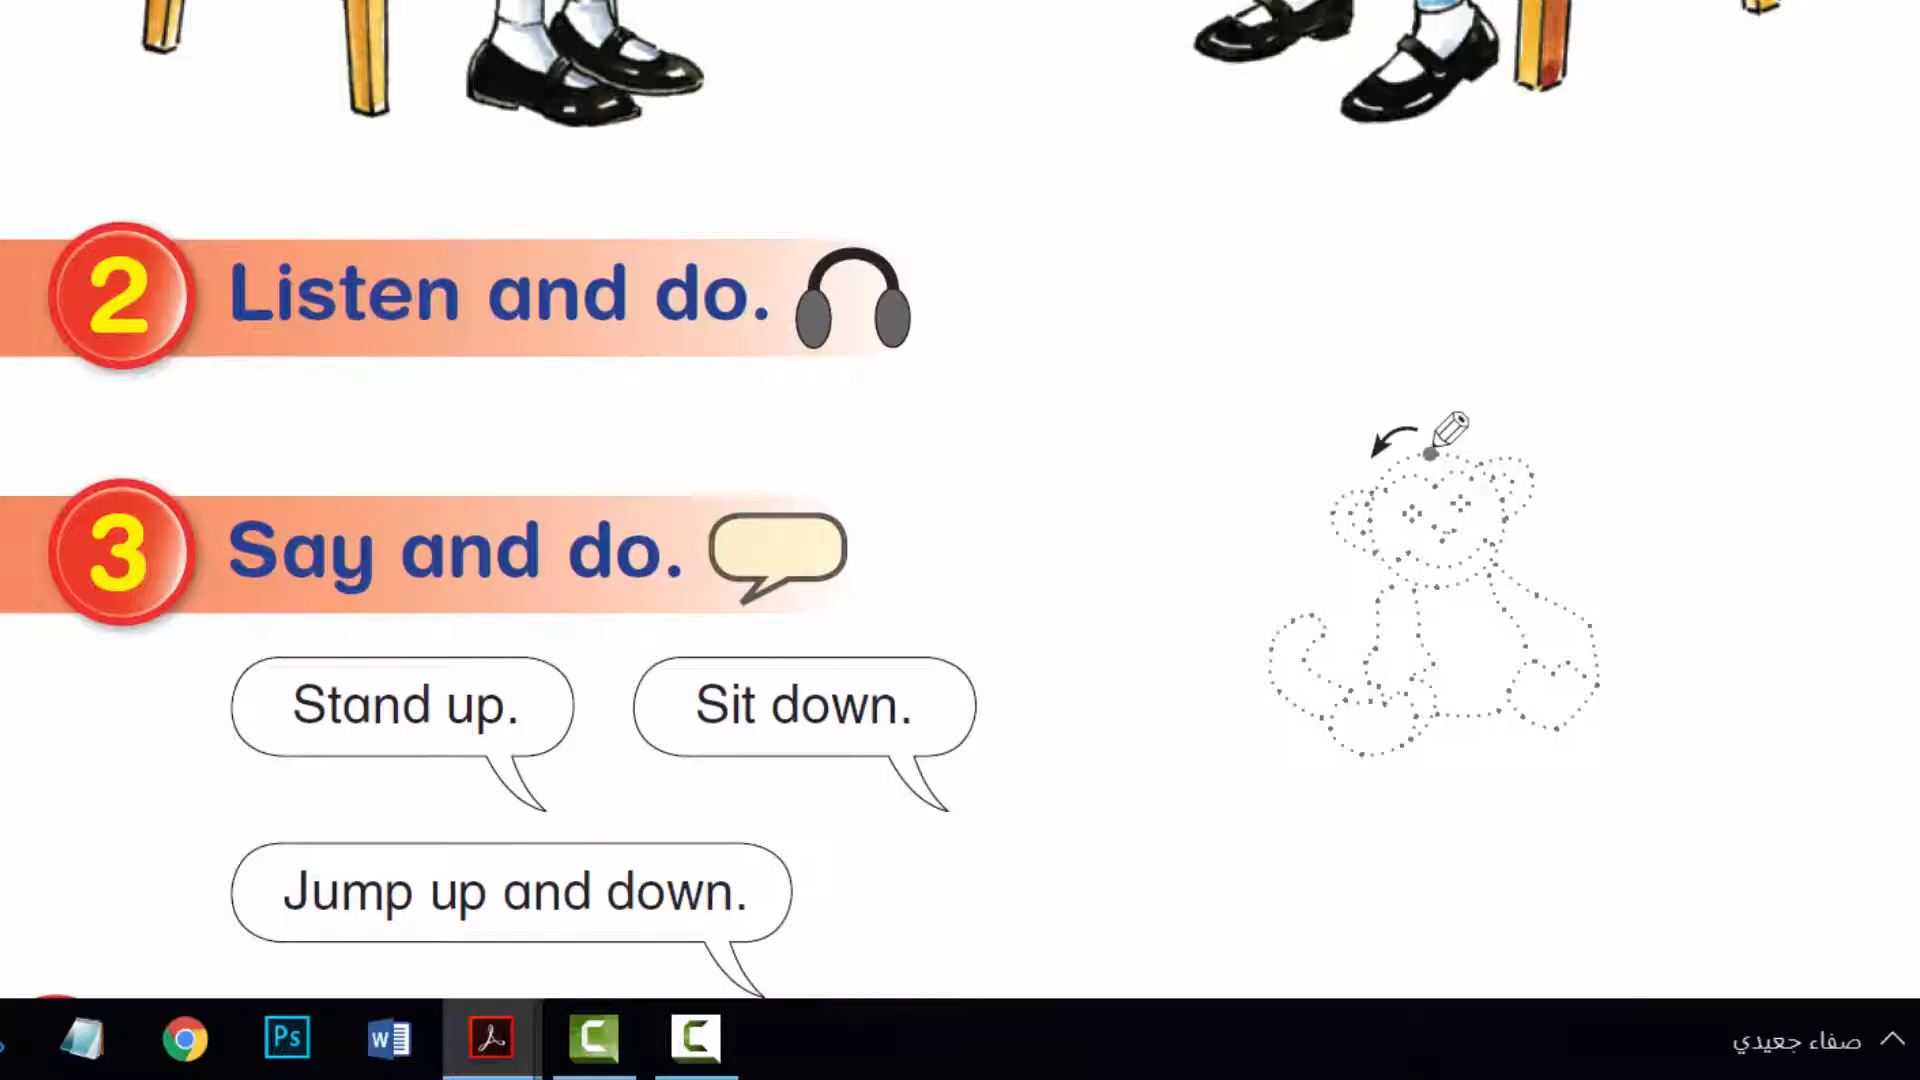 2 Listen and do.
3 Say and do.
Stand up.
Sit down.
Jump up and down.
Ps
W
صفاء جعيدي